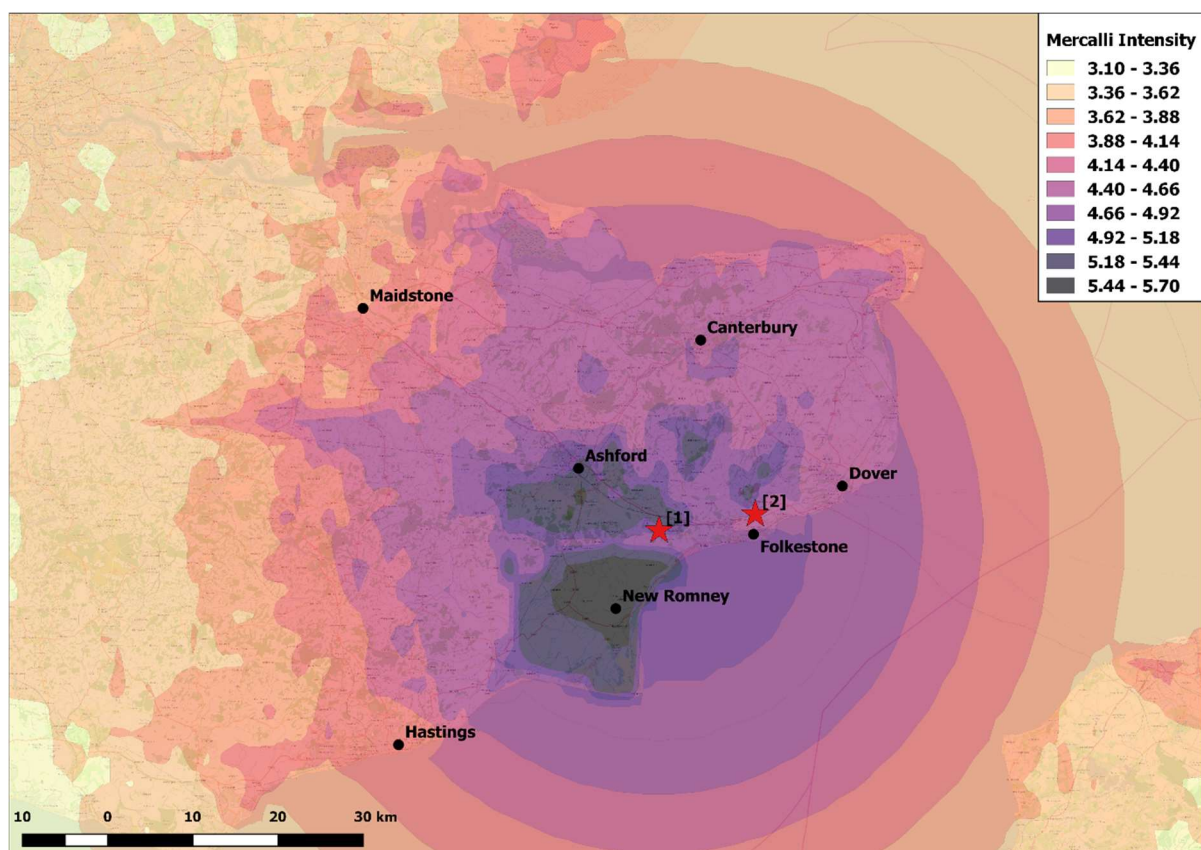 Mercalli Intensity
3.10 - 3.36
3.36 - 3.62
3.62 - 3.88
3.88 - 4.14
4.14 - 4.40
4.40 - 4.66
4.66 - 4.92
4.92 - 5.18
5.18 - 5.44
5.44 - 5.70
Maidstone
Canterbury
Ashford
Dover
[1]
[2]
Folkestone
New Romney
Hastings
10 0 10 20 30 km